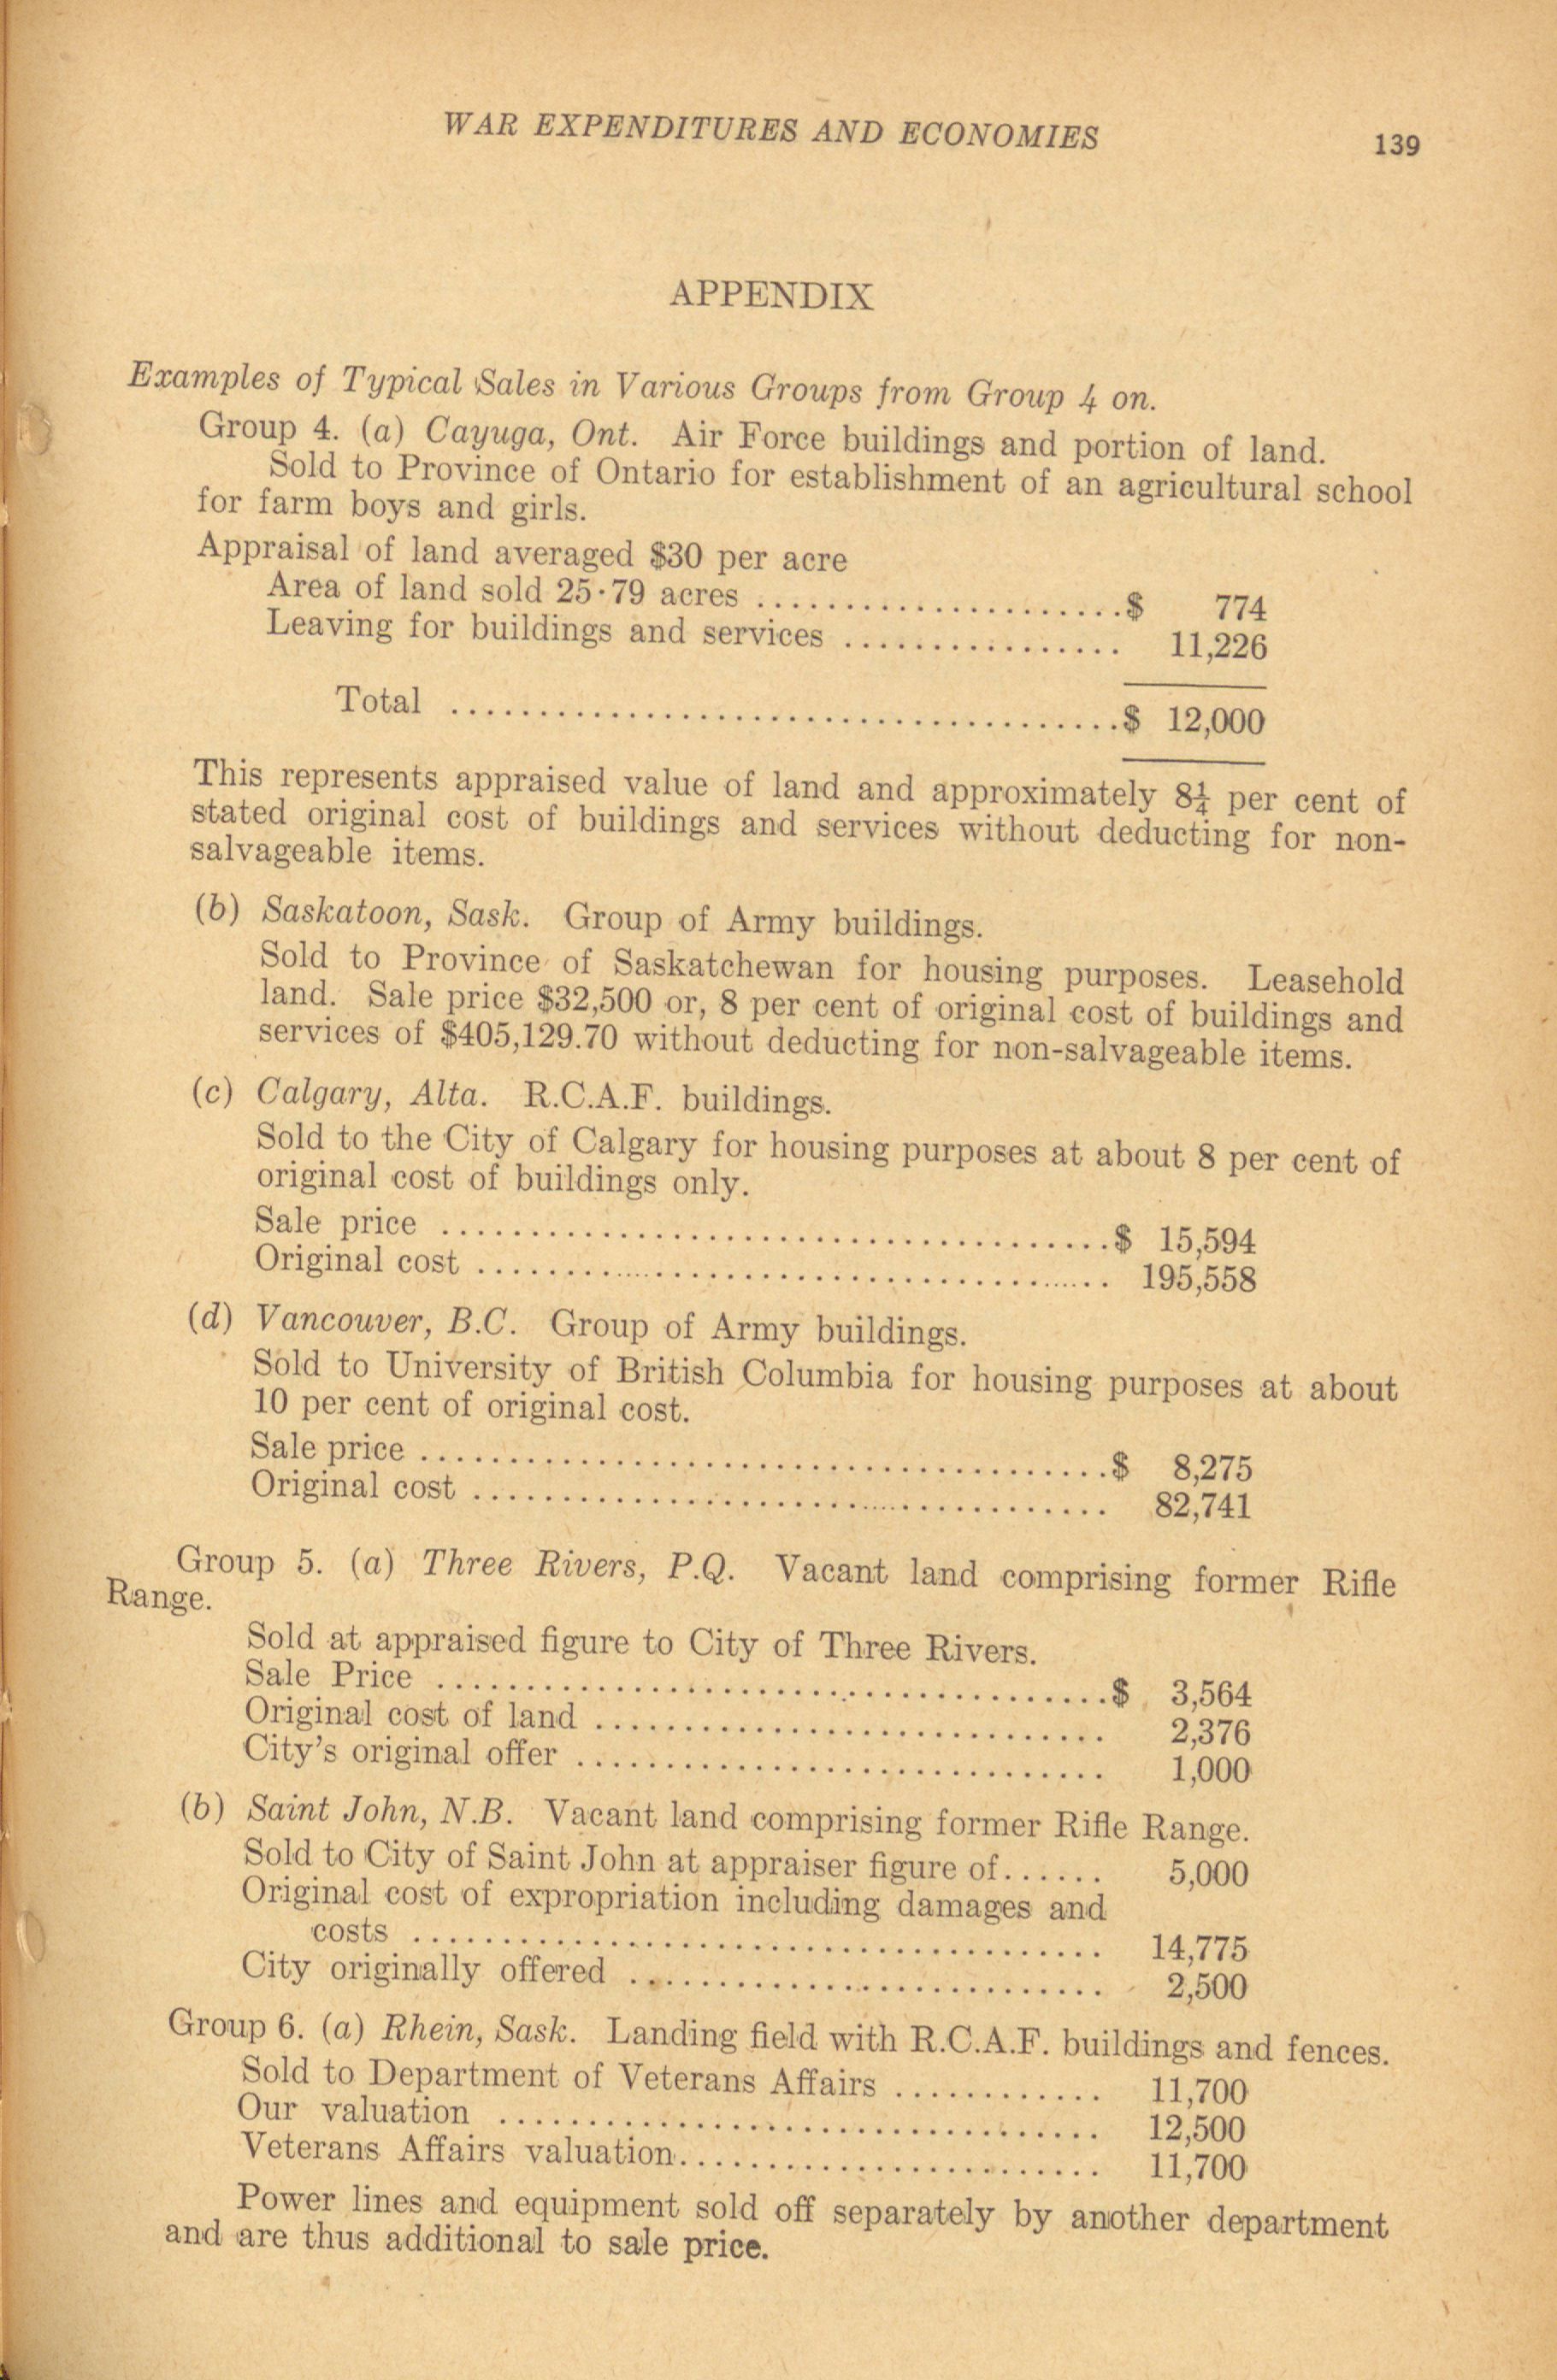 WAR EXPENDITURES AND ECONOMIES 139
APPENDIX
Examples of Typical Sales in Various Groups from Group 4 on.
Group 4. (a) Cayuga, Ont. Air Force buildings and portion of land.
Sold to Province of Ontario for establishment of an agricultural school
for farm boys and girls.
Appraisal of land averaged $30 per acre
Area of land sold 25·79 acres ......................$ 774
Leaving for buildings and services ................ 11,226
Total ......................................$ 12,000
This represents appraised value of land and approximately 8¼ per cent of
stated original cost of buildings and services without deducting for non-
salvageable items.
(b) Saskatoon, Sask. Group of Army buildings.
Sold to Province of Saskatchewan for housing purposes. Leasehold
land. Sale price $32,500 or, 8 per cent of original cost of buildings and
services of $405,129.70 without deducting for non-salvageable items.
(c) Calgary, Alta. R.C.A.F. buildings.
Sold to the City of Calgary for housing purposes at about 8 per cent of
original cost of buildings only.
Sale price ......................................$ 15,594
Original cost ...................................... 195,558
(d) Vancouver, B.C. Group of Army buildings.
Sold to University of British Columbia for housing purposes at about
10 per cent of original cost.
Sale price .......................................$ 8,275
Original cost ..................................... 82,741
Group 5. (a) Three Rivers, P.Q. Vacant land comprising former Rifle
Range.
Sold at appraised figure to City of Three Rivers.
Sale Price ......................................$ 3,564
Original cost of land ............................. 2,376
City's original offer .............................. 1,000
(b) Saint John, N.B. Vacant land comprising former Rifle Range.
Sold to City of Saint John at appraiser figure of...... 5,000
Original cost of expropriation including damages and
costs ....................................... 14,775
City originally offered ........................... 2,500
Group 6. (a) Rhein, Sask. Landing field with R.C.A.F. buildings and fences.
Sold to Department of Veterans Affairs ............ 11,700
Our valuation .................................. 12,500
Veterans Affairs valuation........................ 11,700
Power lines and equipment sold off separately by another department
and are thus additional to sale price.